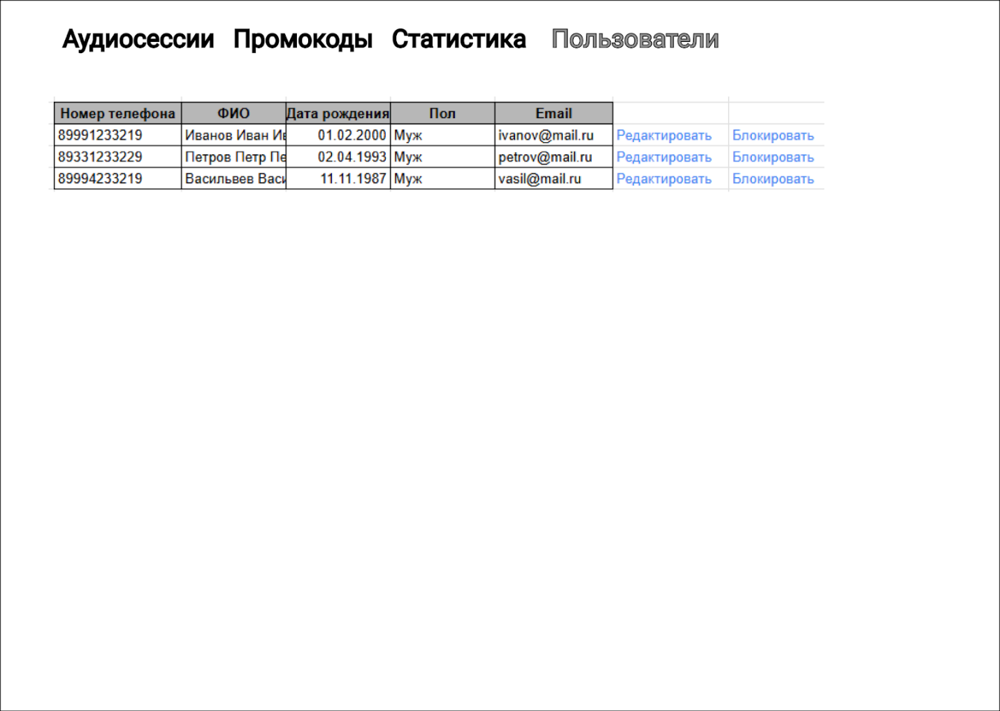 Аудиосессии Промокоды Статистика Пользователи
Номер телефона ФИО Дата рождения Пол Email
89991233219 Иванов Иван Ив 01.02.2000 Муж ivanov@mail.ru Редактировать Блокировать
89331233229 Петров Петр Пе 02.04.1993 Муж petrov@mail.ru Редактировать Блокировать
89994233219 Васильвев Васи 11.11.1987 Муж vasil@mail.ru Редактировать Блокировать